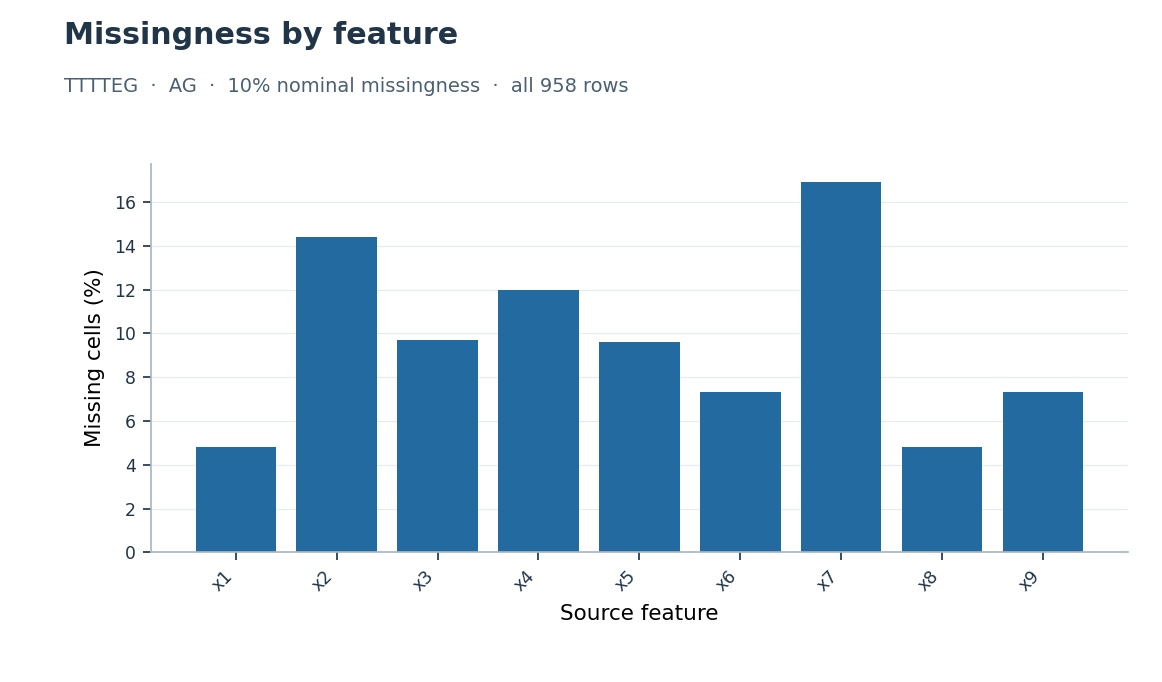 Missingness by feature
TTTTEG · AG · 10% nominal missingness · all 958 rows
Missing cells (%)
16
14
12
10
8
6
4
2
0
x1 x2 x3 x4 x5 x6 x7 x8 x9
Source feature